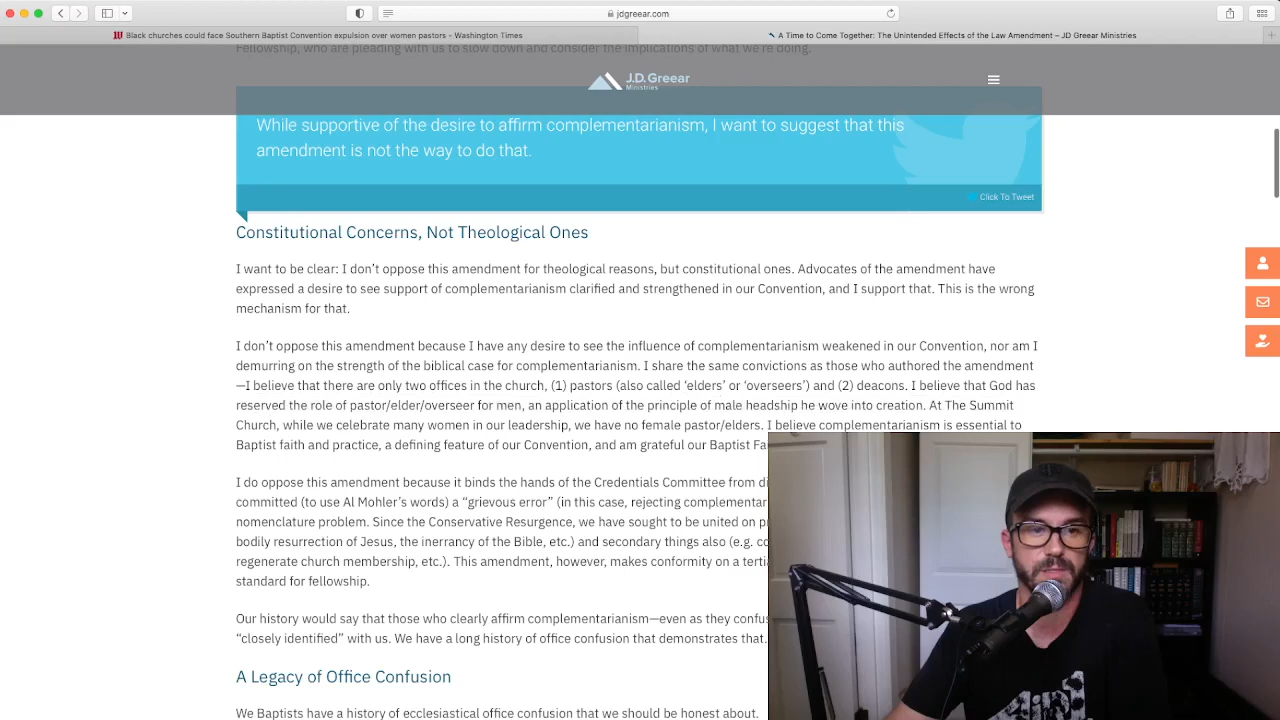 jdgreear.com
Black churches could face Southern Baptist Convention expulsion over women pastors - Washington Times
A Time to Come Together: The Unintended Effects of the Law Amendment – JD Greear Ministries
Fellowship, who are pleading with us to slow down and consider the implications of what we're doing.
J.D.Greear
Ministries
While supportive of the desire to affirm complementarianism, I want to suggest that this
amendment is not the way to do that.
Click To Tweet
Constitutional Concerns, Not Theological Ones
I want to be clear: I don't oppose this amendment for theological reasons, but constitutional ones. Advocates of the amendment have
expressed a desire to see support of complementarianism clarified and strengthened in our Convention, and I support that. This is the wrong
mechanism for that.
I don't oppose this amendment because I have any desire to see the influence of complementarianism weakened in our Convention, nor am I
demurring on the strength of the biblical case for complementarianism. I share the same convictions as those who authored the amendment
—I believe that there are only two offices in the church, (1) pastors (also called 'elders' or 'overseers') and (2) deacons. I believe that God has
reserved the role of pastor/elder/overseer for men, an application of the principle of male headship he wove into creation. At The Summit
Church, while we celebrate many women in our leadership, we have no female pastor/elders. I believe complementarianism is essential to
Baptist faith and practice, a defining feature of our Convention, and am grateful our Baptist Fa
I do oppose this amendment because it binds the hands of the Credentials Committee from di
committed (to use Al Mohler's words) a "grievous error" (in this case, rejecting complementar
nomenclature problem. Since the Conservative Resurgence, we have sought to be united on pr
bodily resurrection of Jesus, the inerrancy of the Bible, etc.) and secondary things also (e.g. co
regenerate church membership, etc.). This amendment, however, makes conformity on a tertia
standard for fellowship.
Our history would say that those who clearly affirm complementarianism—even as they confus
"closely identified" with us. We have a long history of office confusion that demonstrates that.
A Legacy of Office Confusion
We Baptists have a history of ecclesiastical office confusion that we should be honest about.